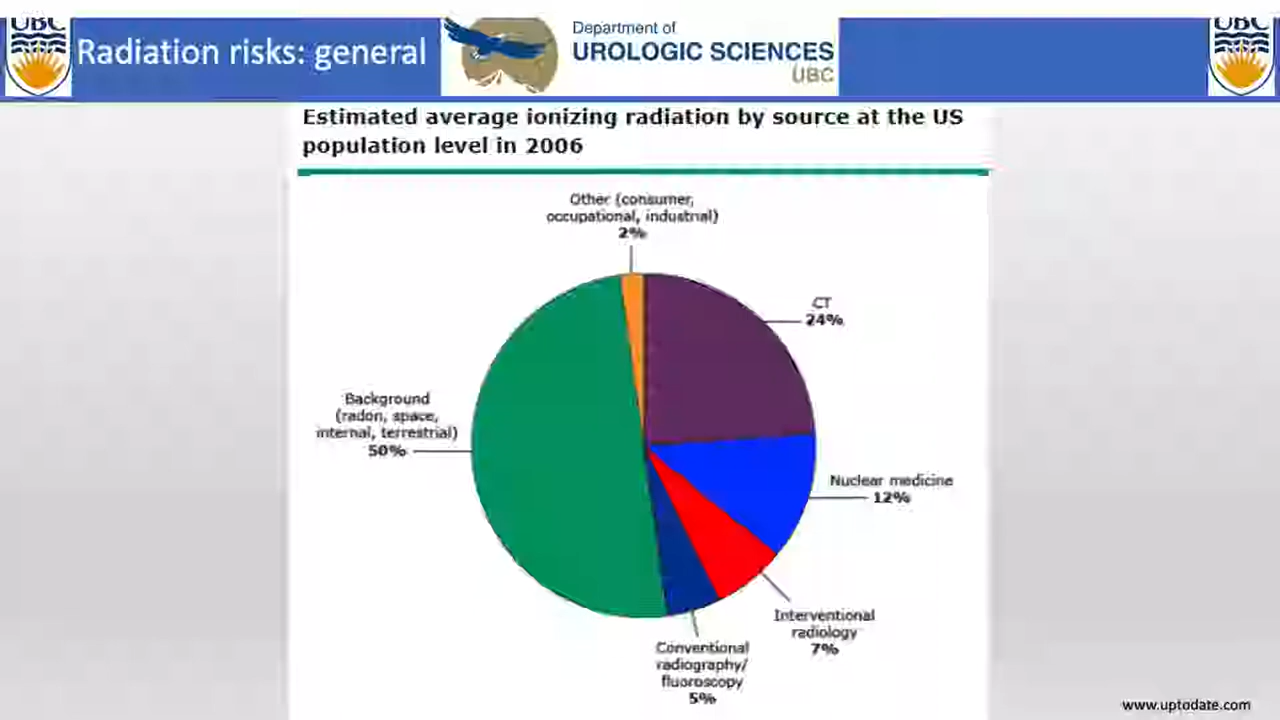 UBC
Radiation risks: general
Department of
UROLOGIC SCIENCES
UBC
UBC
Estimated average ionizing radiation by source at the US
population level in 2006
Other (consumer,
occupational, industrial)
2%
CT
24%
Background
(radon, space,
internal, terrestrial)
50%
Nuclear medicine
12%
Interventional
radiology
7%
Conventional
radiography/
fluoroscopy
5%
www.uptodate.com